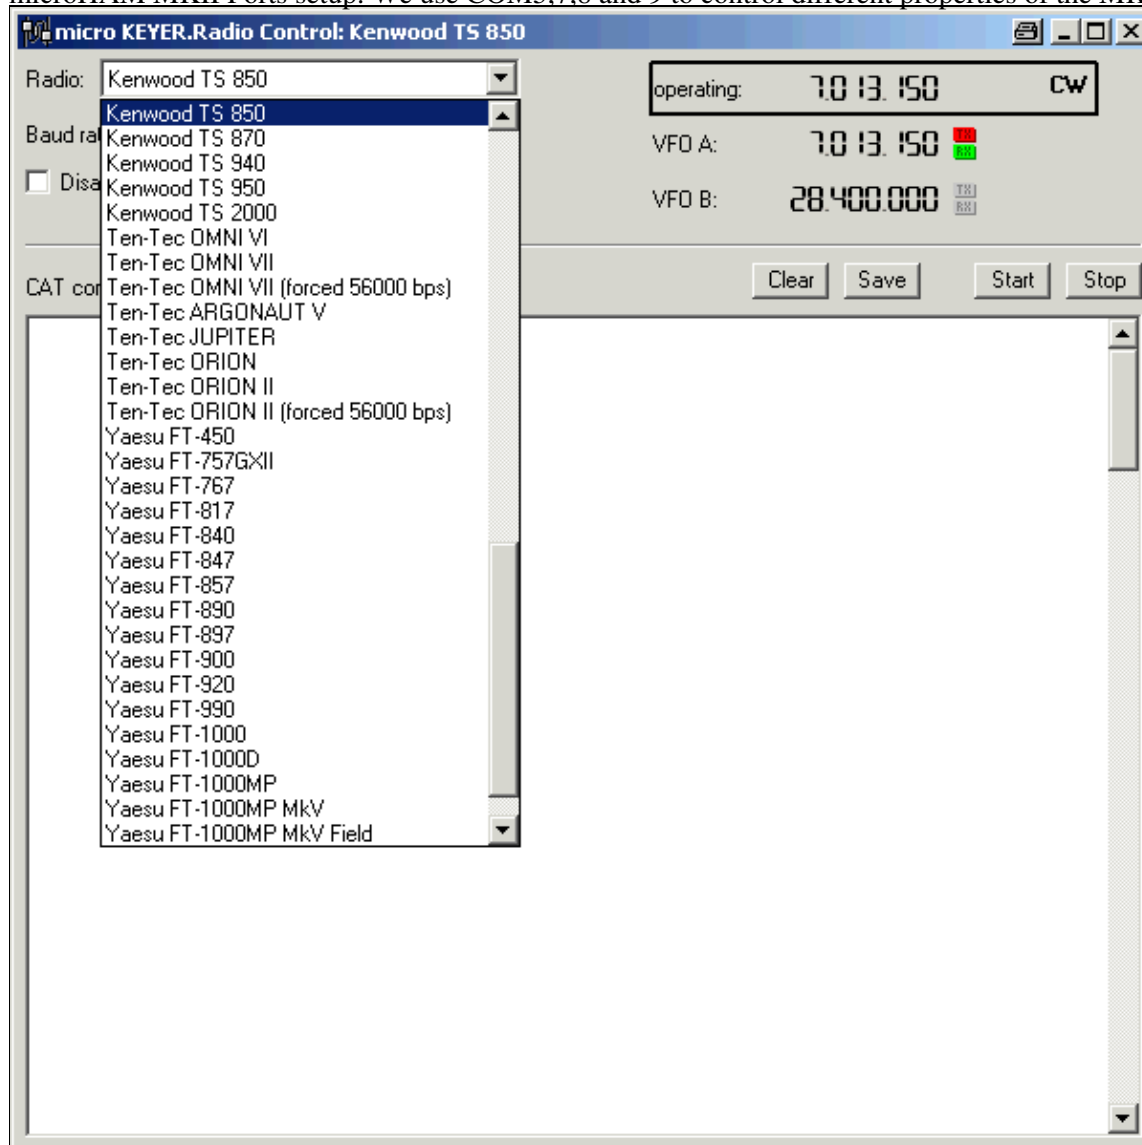 microHAM MKII Ports setup. We use COM5,7,8 and 9 to control different properties of the
micro KEYER.Radio Control: Kenwood TS 850
Radio: Kenwood TS 850
operating: 7.013.150 CW
Kenwood TS 850
Kenwood TS 870
VFO A: 7.013.150 TX RX
Kenwood TS 940
Kenwood TS 950
VFO B: 28.400.000 TX RX
Kenwood TS 2000
Ten-Tec OMNI VI
Ten-Tec OMNI VII
CAT
Clear Save Start Stop
Ten-Tec OMNI VII (forced 56000 bps)
Ten-Tec ARGONAUT V
Ten-Tec JUPITER
Ten-Tec ORION
Ten-Tec ORION II
Ten-Tec ORION II (forced 56000 bps)
Yaesu FT-450
Yaesu FT-757GXII
Yaesu FT-767
Yaesu FT-817
Yaesu FT-840
Yaesu FT-847
Yaesu FT-857
Yaesu FT-890
Yaesu FT-897
Yaesu FT-900
Yaesu FT-920
Yaesu FT-990
Yaesu FT-1000
Yaesu FT-1000D
Yaesu FT-1000MP
Yaesu FT-1000MP MkV
Yaesu FT-1000MP MkV Field